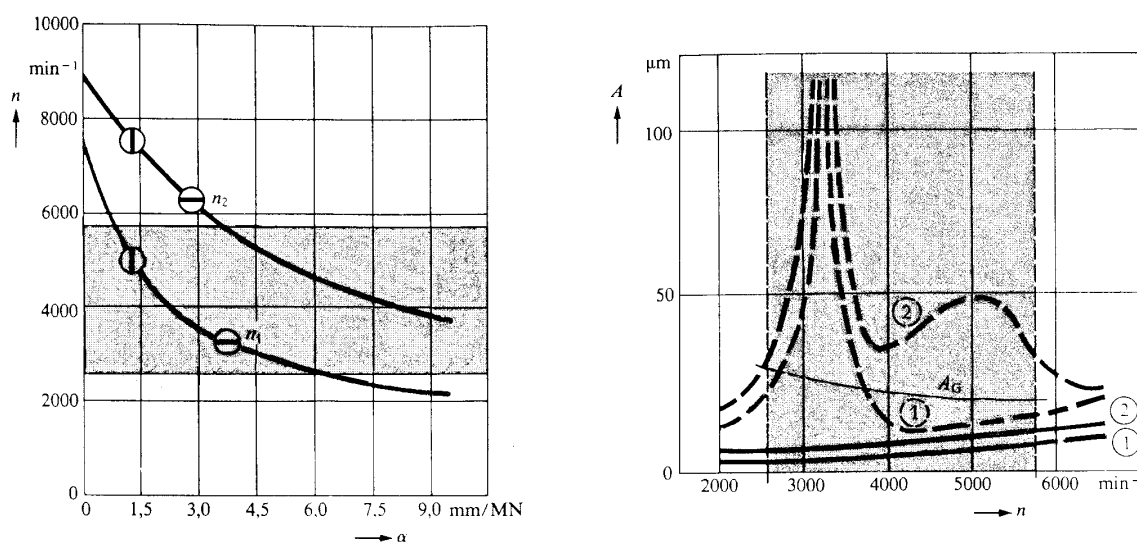 10000
min⁻¹
n
8000
6000
4000
2000
0
n₂
n₁
0 1,5 3,0 4,5 6,0 7.5 9,0 mm/MN
α
µm
A
100
50
0
②
A_G
①
②
①
2000 3000 4000 5000 6000 min⁻
n